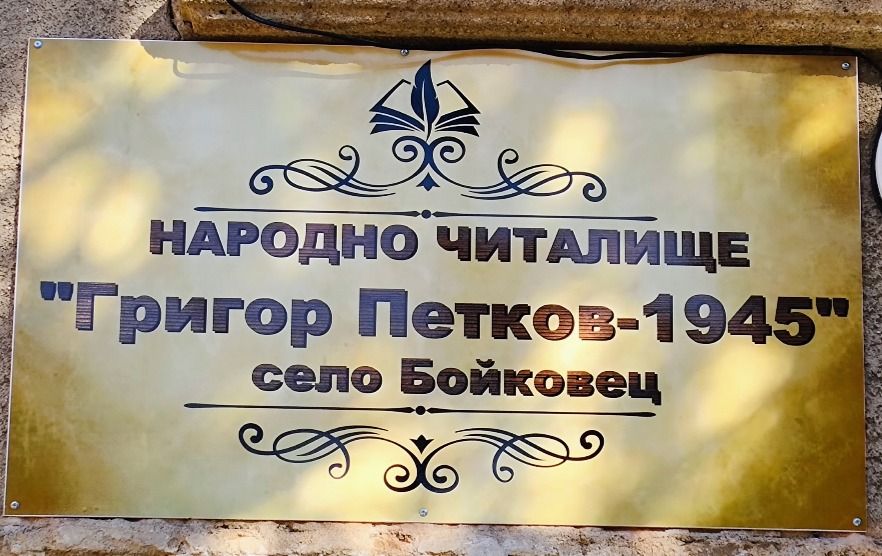 НАРОДНО ЧИТАЛИЩЕ
"Григор Петков-1945"
село Бойковец